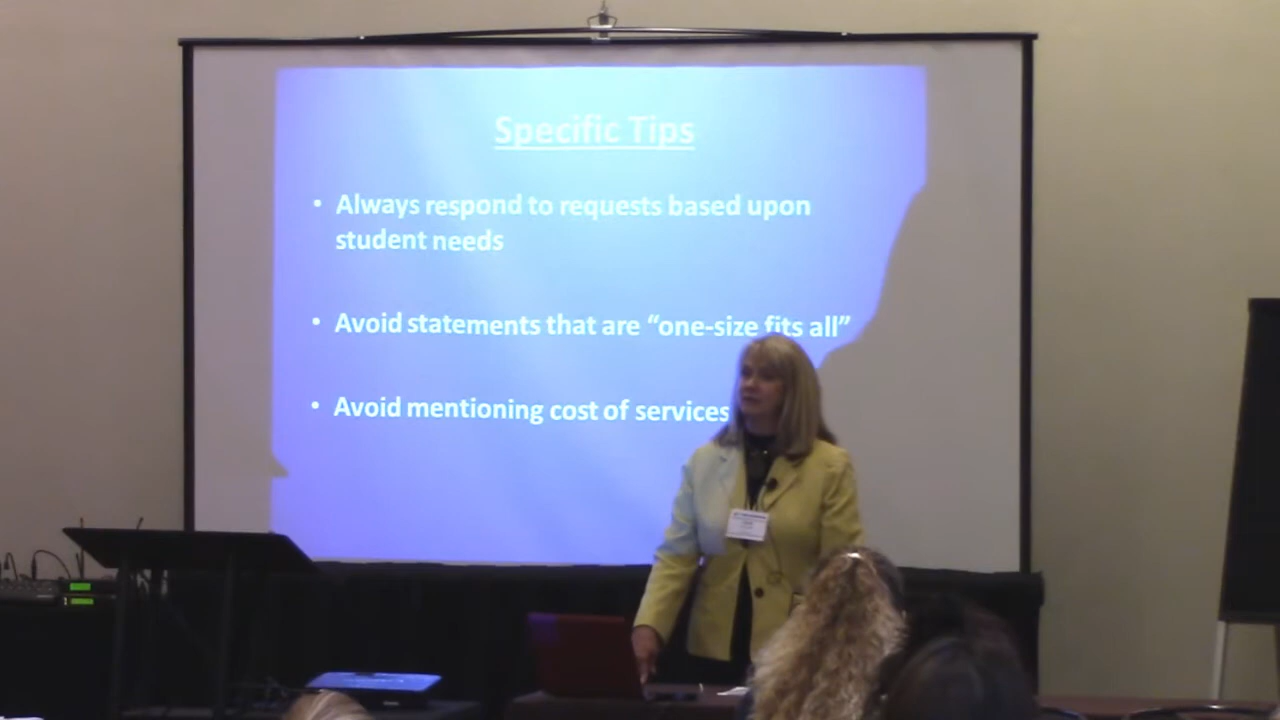 Specific Tips
• Always respond to requests based upon
student needs
• Avoid statements that are “one-size fits all”
• Avoid mentioning cost of services